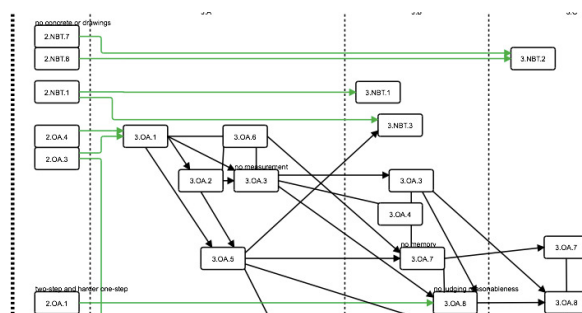 no concrete or drawings
2.NBT.7
2.NBT.8
3.NBT.2
2.NBT.1
3.NBT.1
3.NBT.3
2.OA.4
3.OA.1
3.OA.6
2.OA.3
no measurement
3.OA.2
3.OA.3
3.OA.3
3.OA.4
no memory
3.OA.5
3.OA.7
3.OA.7
two-step and harder one-step
no judging reasonableness
2.OA.1
3.OA.8